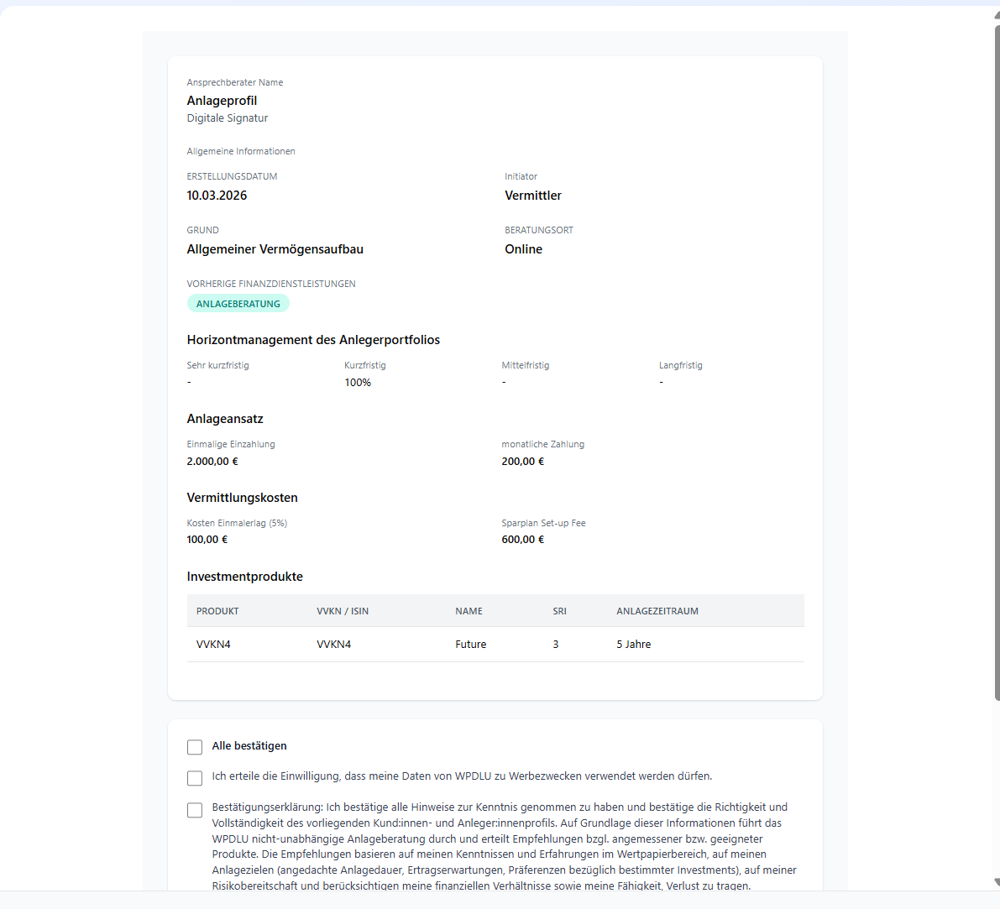 Ansprechberater Name
Anlageprofil
Digitale Signatur
Allgemeine Informationen
ERSTELLUNGSDATUM
Initiator
10.03.2026
Vermittler
GRUND
BERATUNGSORT
Allgemeiner Vermögensaufbau
Online
VORHERIGE FINANZDIENSTLEISTUNGEN
ANLAGEBERATUNG
Horizontmanagement des Anlegerportfolios
Sehr kurzfristig
Kurzfristig
Mittelfristig
Langfristig
-
100%
-
-
Anlageansatz
Einmalige Einzahlung
monatliche Zahlung
2.000,00 €
200,00 €
Vermittlungskosten
Kosten Einmalerlag (5%)
Sparplan Set-up Fee
100,00 €
600,00 €
Investmentprodukte
PRODUKT VVKN / ISIN NAME SRI ANLAGEZEITRAUM
VVKN4 VVKN4 Future 3 5 Jahre
Alle bestätigen
Ich erteile die Einwilligung, dass meine Daten von WPDLU zu Werbezwecken verwendet werden dürfen.
Bestätigungserklärung: Ich bestätige alle Hinweise zur Kenntnis genommen zu haben und bestätige die Richtigkeit und
Vollständigkeit des vorliegenden Kund:innen- und Anleger:innenprofils. Auf Grundlage dieser Informationen führt das
WPDLU nicht-unabhängige Anlageberatung durch und erteilt Empfehlungen bzgl. angemessener bzw. geeigneter
Produkte. Die Empfehlungen basieren auf meinen Kenntnissen und Erfahrungen im Wertpapierbereich, auf meinen
Anlagezielen (angedachte Anlagedauer, Ertragserwartungen, Präferenzen bezüglich bestimmter Investments), auf meiner
Risikobereitschaft und berücksichtigen meine finanziellen Verhältnisse sowie meine Fähigkeit, Verlust zu tragen.